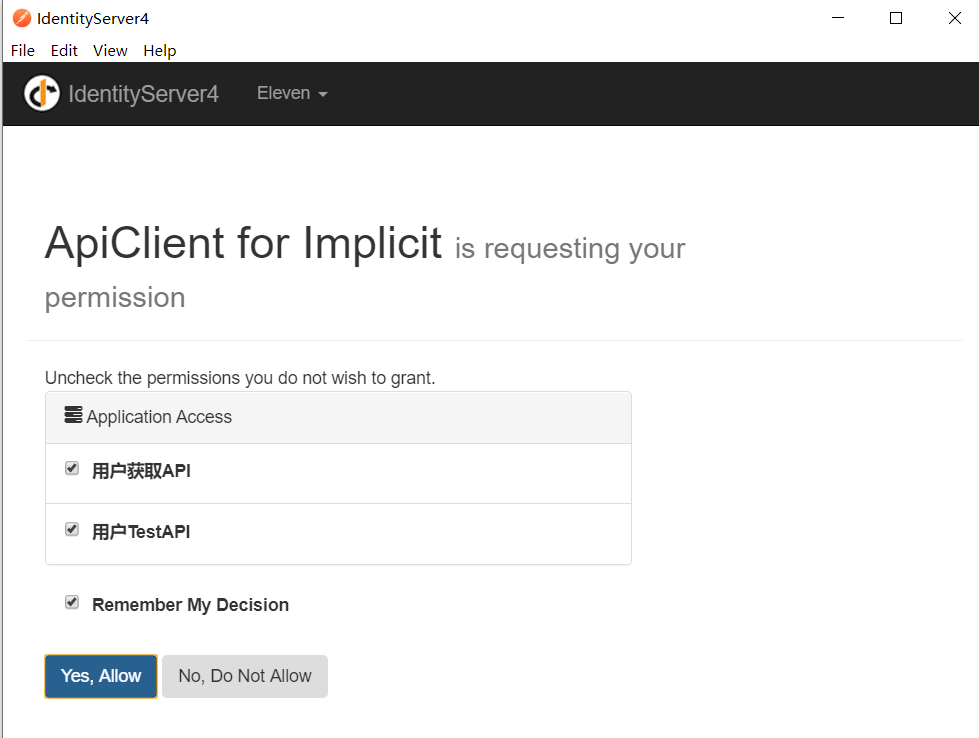 IdentityServer4
File Edit View Help
IdentityServer4 Eleven
ApiClient for Implicit is requesting your
permission
Uncheck the permissions you do not wish to grant.
Application Access
用户获取API
用户TestAPI
Remember My Decision
Yes, Allow No, Do Not Allow